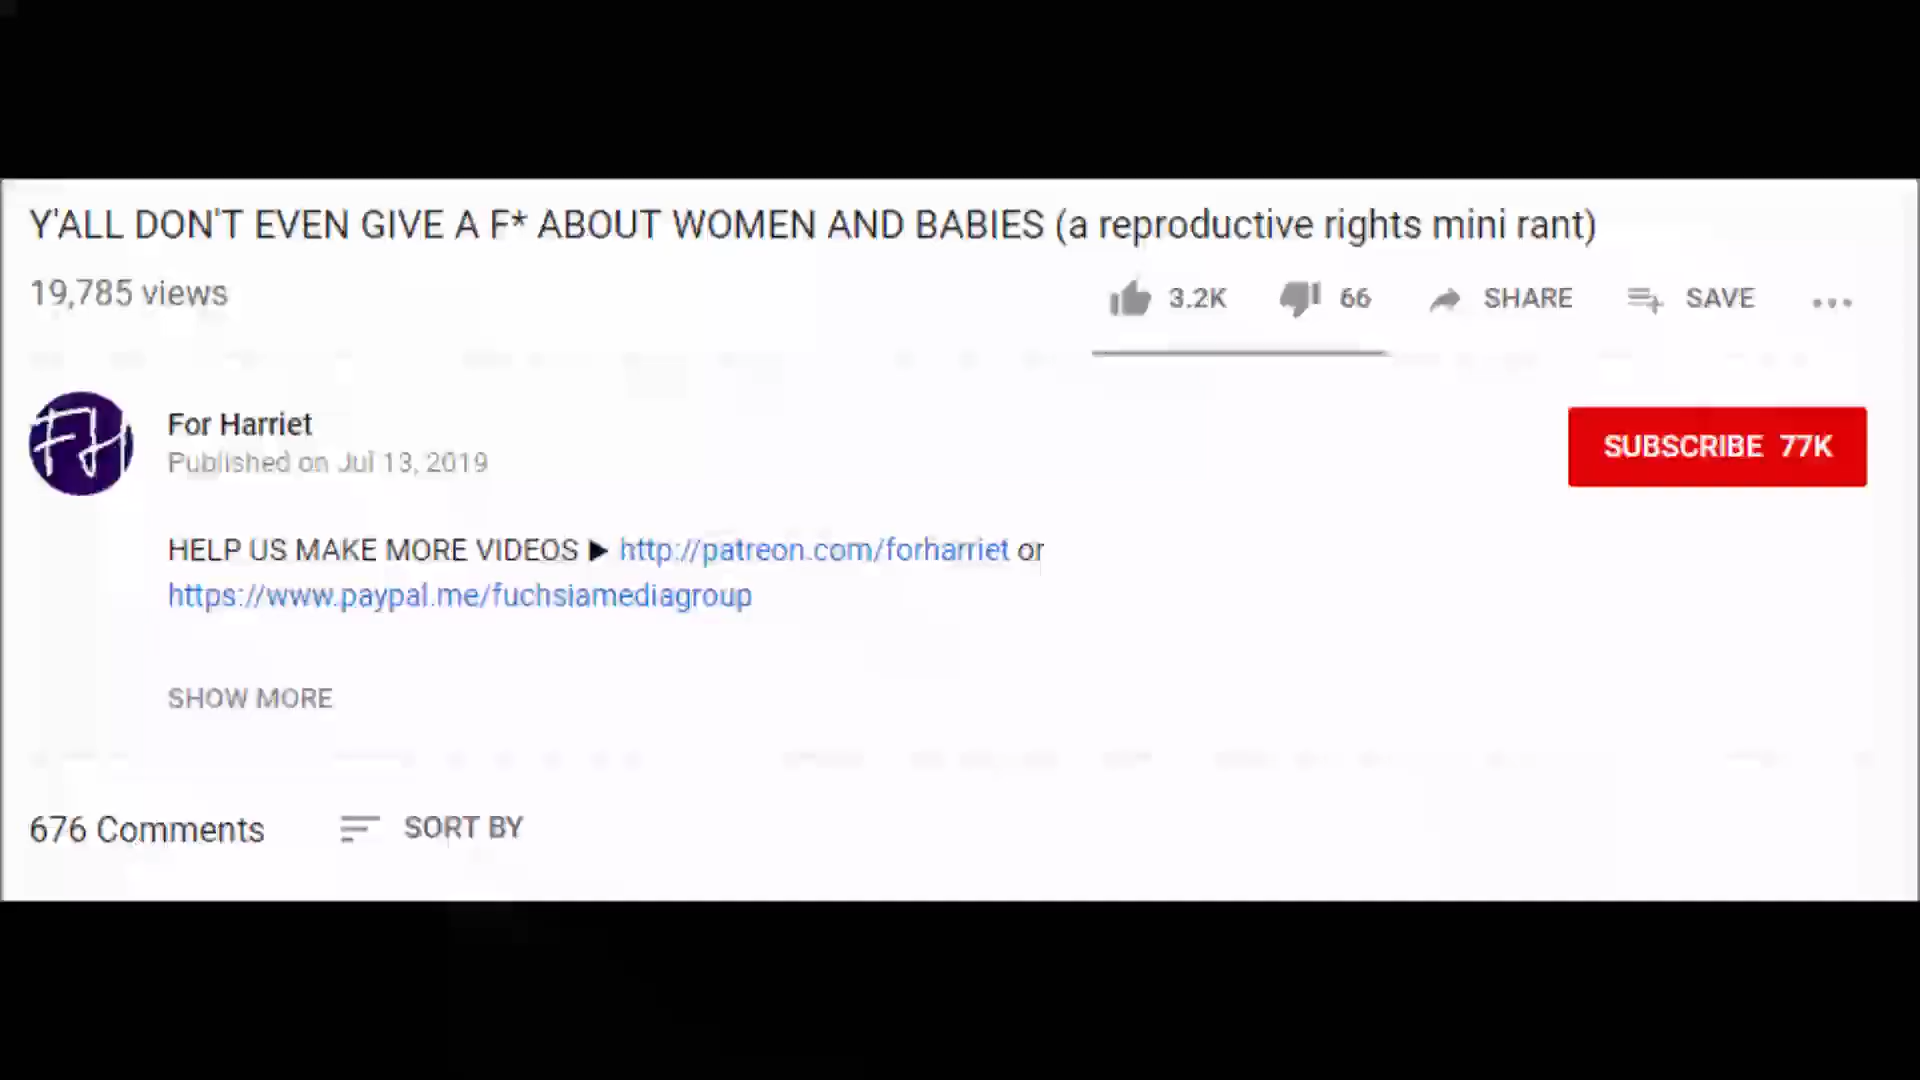 Y'ALL DON'T EVEN GIVE A F* ABOUT WOMEN AND BABIES (a reproductive rights mini rant)
19,785 views
3.2K 66 SHARE SAVE
FH
For Harriet
Published on Jul 13, 2019
SUBSCRIBE 77K
HELP US MAKE MORE VIDEOS ▶ http://patreon.com/forharriet or
https://www.paypal.me/fuchsiamediagroup
SHOW MORE
676 Comments SORT BY